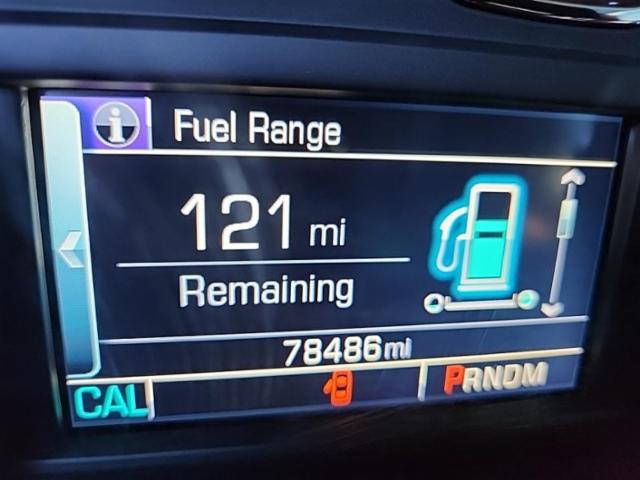 Fuel Range
121 mi
Remaining
78486mi
CAL
PRNDM